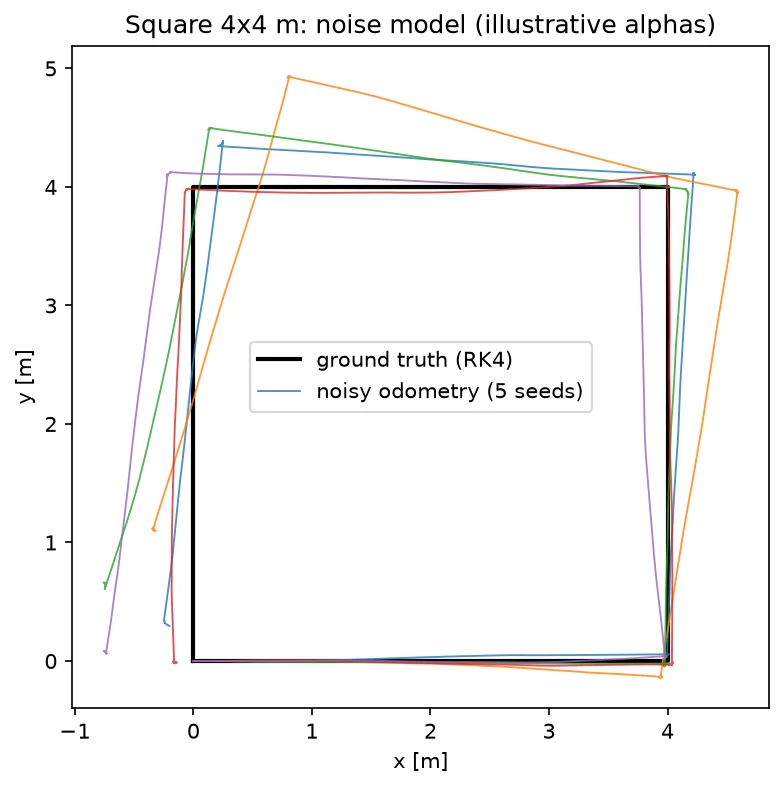 Square 4x4 m: noise model (illustrative alphas)
5
4
3
2
1
0
y [m]
ground truth (RK4)
noisy odometry (5 seeds)
−1
0
1
2
3
4
x [m]